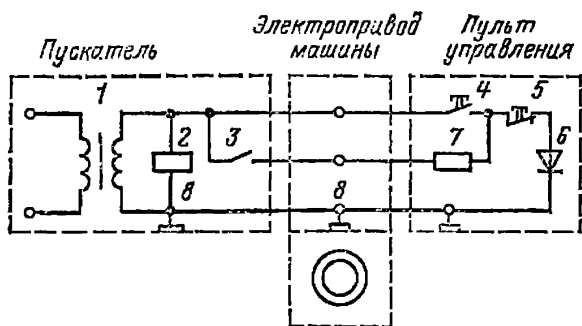 Пускатель
Электропривод
машины
Пульт
управления
1
2
3
4
5
6
7
8
8